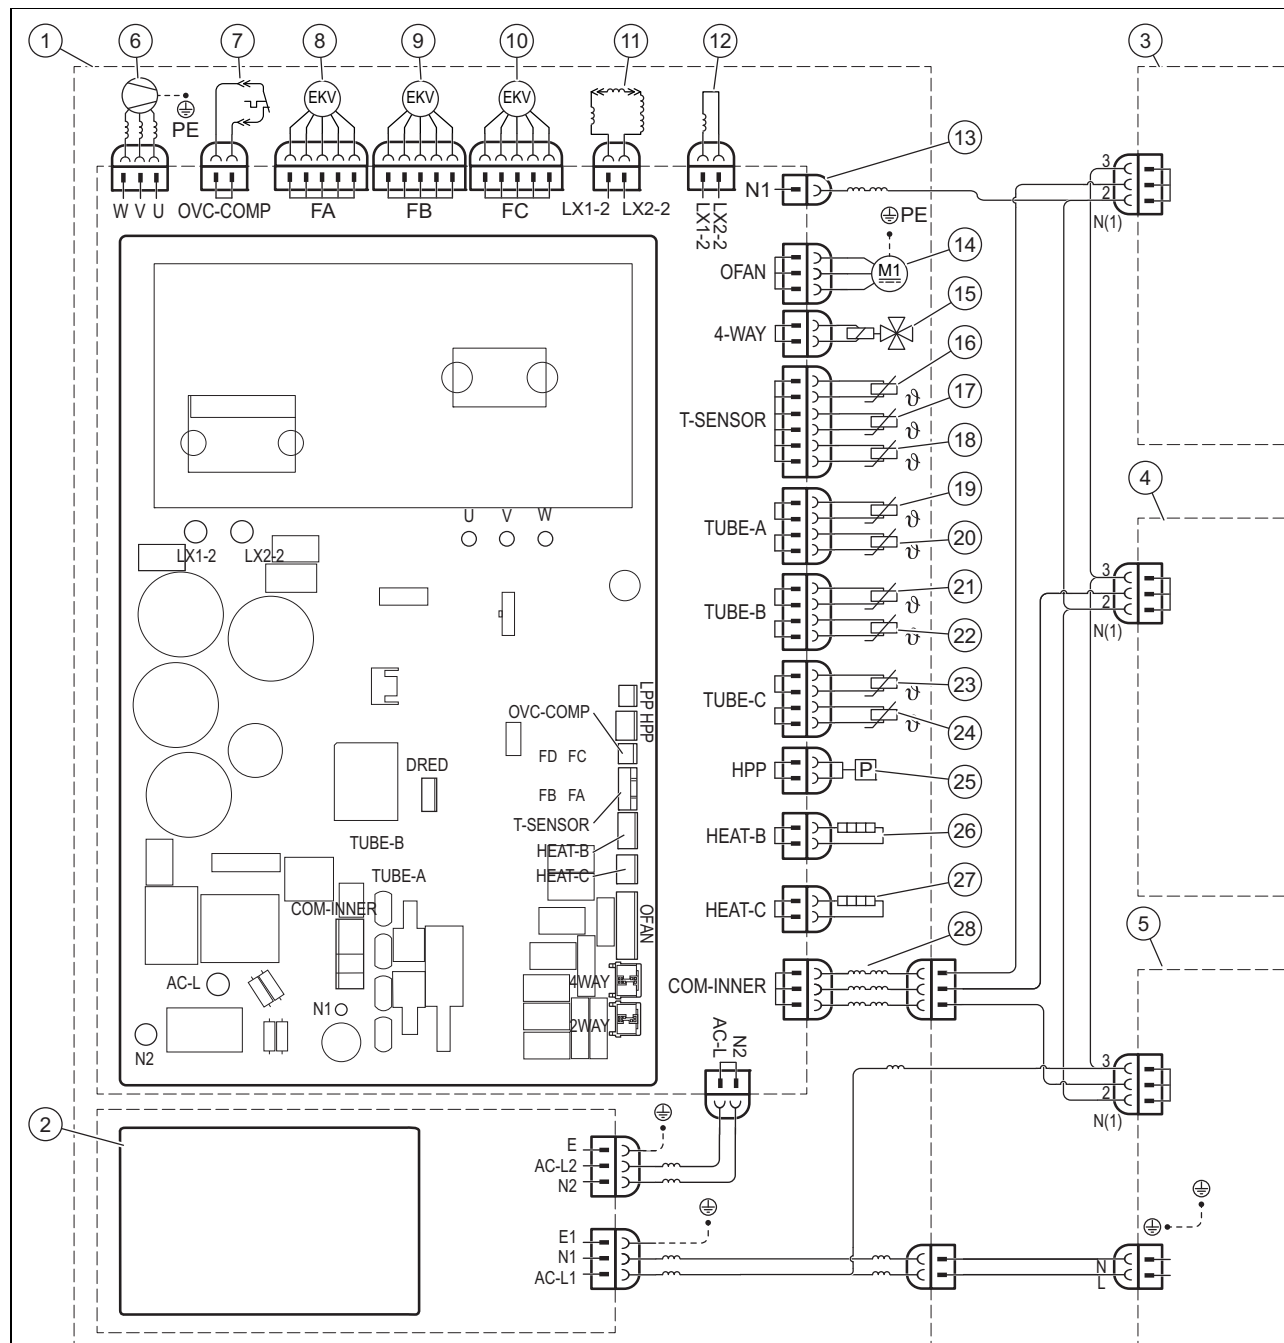 1 6 7 8 9 10 11 12 3
EKV EKV EKV
PE
W V U OVC-COMP FA FB FC LX1-2 LX2-2
LX1-2
LX2-2
N1
13
3
2
N(1)
PE
OFAN
M1
14
4-WAY
15
T-SENSOR
16
ϑ
17
ϑ
18
ϑ
TUBE-A
19
ϑ
20
ϑ
TUBE-B
21
ϑ
22
ϑ
TUBE-C
23
ϑ
24
ϑ
HPP
P
25
HEAT-B
26
HEAT-C
27
COM-INNER
28
4
3
2
N(1)
5
3
2
N(1)
U V W
LX1-2 LX2-2
LPP HPP
OVC-COMP
FD FC
DRED
FB FA
T-SENSOR
TUBE-B
HEAT-B
TUBE-A
HEAT-C
COM-INNER
OFAN
AC-L
4WAY
N1
2WAY
N2
AC-L
N2
2
E
AC-L2
N2
E1
N1
AC-L1
N
L